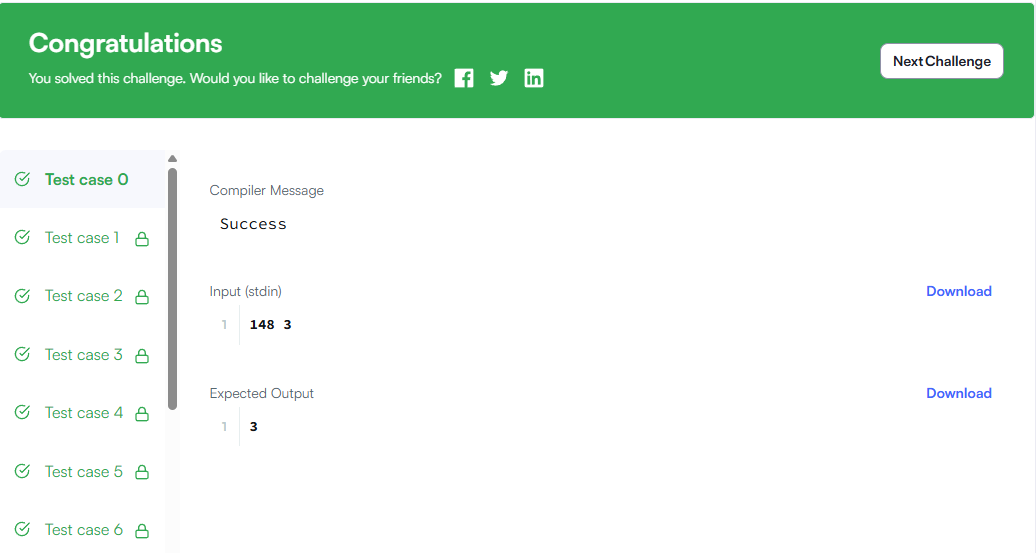 Congratulations
You solved this challenge. Would you like to challenge your friends?
Next Challenge
Test case 0
Test case 1
Test case 2
Test case 3
Test case 4
Test case 5
Test case 6
Compiler Message
Success
Input (stdin)
Download
1 148 3
Expected Output
Download
1 3